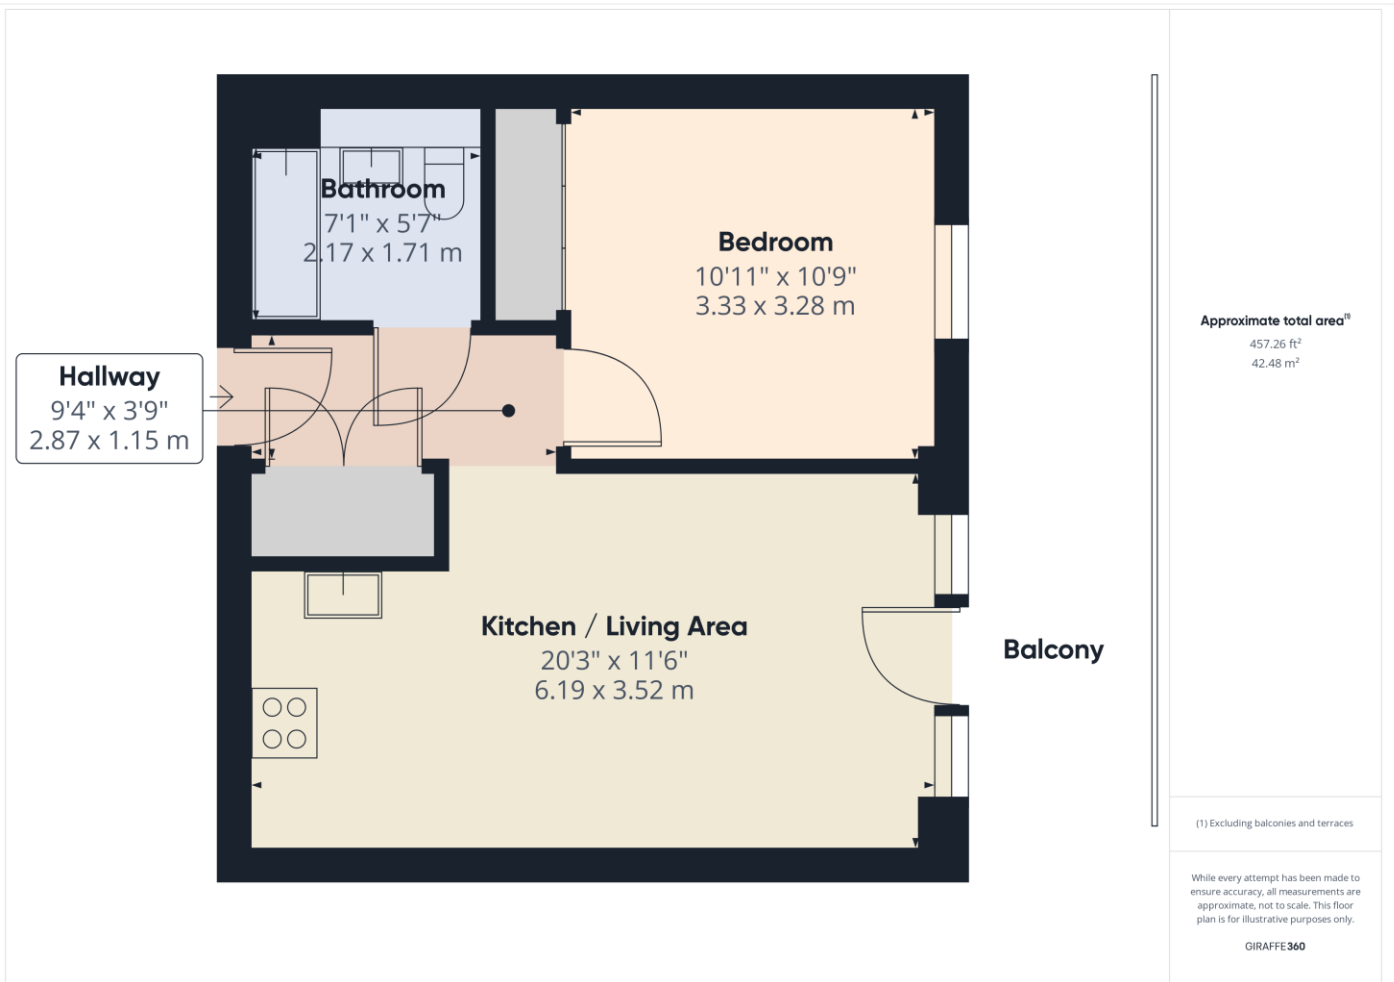 Bathroom
7'1" x 5'7"
2.17 x 1.71 m
Bedroom
10'11" x 10'9"
3.33 x 3.28 m
Hallway
9'4" x 3'9"
2.87 x 1.15 m
Kitchen / Living Area
20'3" x 11'6"
6.19 x 3.52 m
Balcony
Approximate total area⁽¹⁾
457.26 ft²
42.48 m²
(1) Excluding balconies and terraces
While every attempt has been made to
ensure accuracy, all measurements are
approximate, not to scale. This floor
plan is for illustrative purposes only.
GIRAFFE360